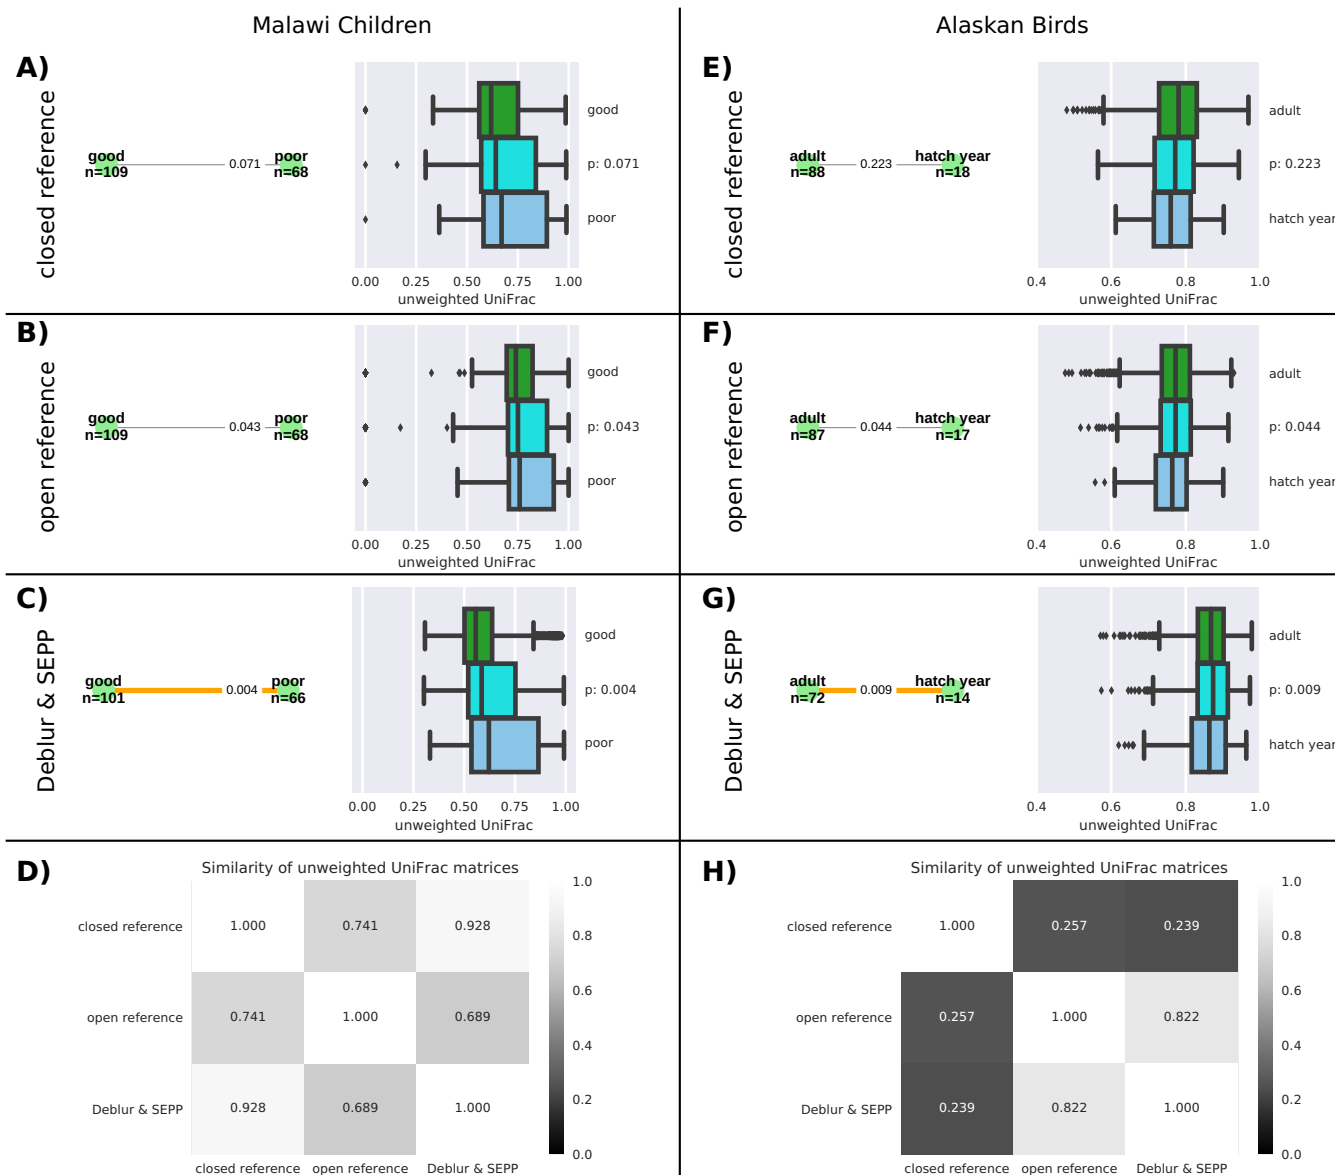 Malawi Children
Alaskan Birds
A)
closed reference
good
n=109
0.071
poor
n=68
good
p: 0.071
poor
0.00 0.25 0.50 0.75 1.00
unweighted UniFrac
E)
closed reference
adult
n=88
0.223
hatch year
n=18
adult
p: 0.223
hatch year
0.4 0.6 0.8 1.0
unweighted UniFrac
B)
open reference
good
n=109
0.043
poor
n=68
good
p: 0.043
poor
0.00 0.25 0.50 0.75 1.00
unweighted UniFrac
F)
open reference
adult
n=87
0.044
hatch year
n=17
adult
p: 0.044
hatch year
0.4 0.6 0.8 1.0
unweighted UniFrac
C)
Deblur & SEPP
good
n=101
0.004
poor
n=66
good
p: 0.004
poor
0.00 0.25 0.50 0.75 1.00
unweighted UniFrac
G)
Deblur & SEPP
adult
n=72
0.009
hatch year
n=14
adult
p: 0.009
hatch year
0.4 0.6 0.8 1.0
unweighted UniFrac
D)
Similarity of unweighted UniFrac matrices
closed reference 1.000 0.741 0.928
open reference 0.741 1.000 0.689
Deblur & SEPP 0.928 0.689 1.000
closed reference open reference Deblur & SEPP
1.0
0.8
0.6
0.4
0.2
0.0
H)
Similarity of unweighted UniFrac matrices
closed reference 1.000 0.257 0.239
open reference 0.257 1.000 0.822
Deblur & SEPP 0.239 0.822 1.000
closed reference open reference Deblur & SEPP
1.0
0.8
0.6
0.4
0.2
0.0